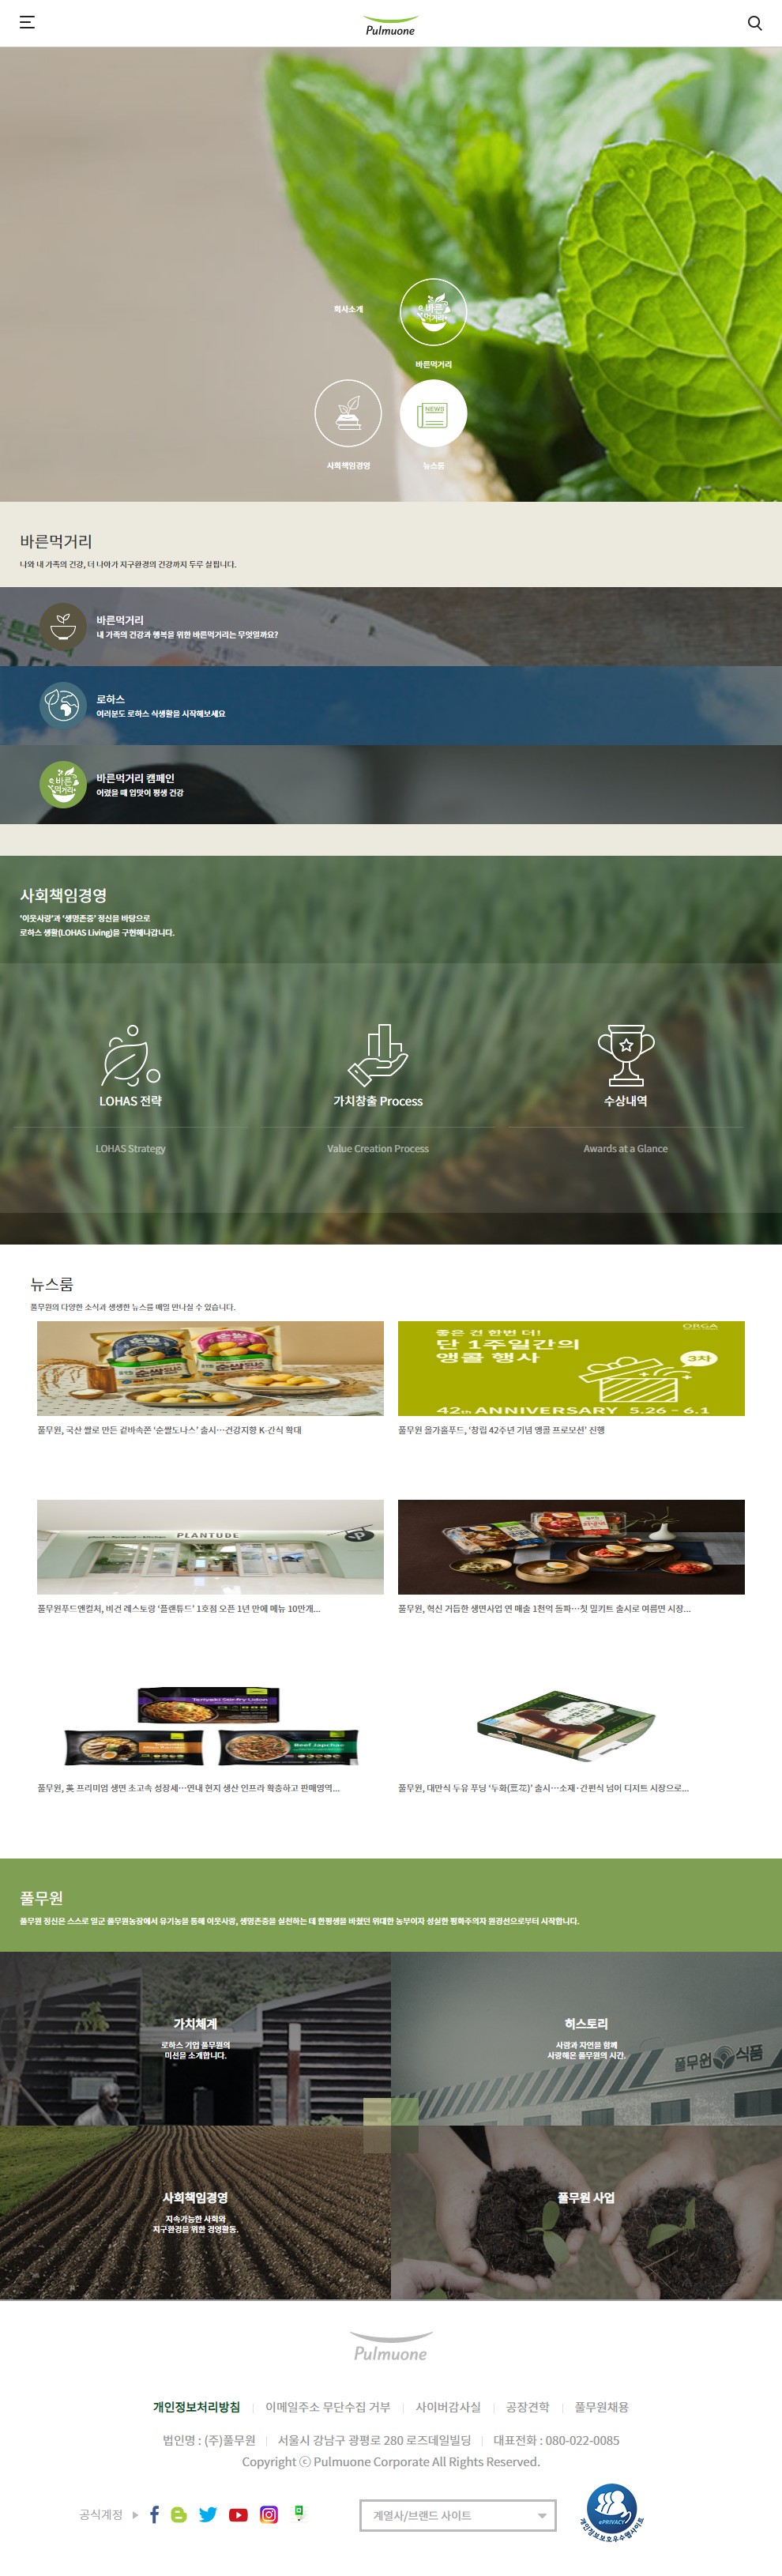 Pulmuone
회사소개
바른먹거리
바른먹거리
NEWS
사회책임경영
뉴스룸
바른먹거리
나와 내 가족의 건강, 더 나아가 지구환경의 건강까지 두루 살핍니다.
바른먹거리
내 가족의 건강과 행복을 위한 바른먹거리는 무엇일까요?
로하스
여러분도 로하스 식생활을 시작해보세요
바른먹거리
바른먹거리 캠페인
어렸을 때 입맛이 평생 건강
사회책임경영
‘이웃사랑’과 ‘생명존중’ 정신을 바탕으로
로하스 생활(LOHAS Living)을 구현해나갑니다.
LOHAS 전략
가치창출 Process
수상내역
LOHAS Strategy
Value Creation Process
Awards at a Glance
뉴스룸
풀무원의 다양한 소식과 생생한 뉴스를 매일 만나실 수 있습니다.
ORGA
좋은 건 한번 더!
단 1주일간의
앵콜 행사
3차
42th ANNIVERSARY 5.26 - 6.1
풀무원, 국산 쌀로 만든 겉바속쫀 ‘순쌀도나스’ 출시…건강지향 K-간식 확대
풀무원 올가홀푸드, ‘창립 42주년 기념 앵콜 프로모션’ 진행
PLANTUDE
풀무원푸드앤컬처, 비건 레스토랑 ‘플랜튜드’ 1호점 오픈 1년 만에 메뉴 10만개...
풀무원, 혁신 거듭한 생면사업 연 매출 1천억 돌파…첫 밀키트 출시로 여름면 시장...
Teriyaki Stir-fry Udon
Beef Japchae
풀무원, 美 프리미엄 생면 초고속 성장세…연내 현지 생산 인프라 확충하고 판매영역...
풀무원, 대만식 두유 푸딩 ‘두화(豆花)’ 출시…소재·간편식 넘어 디저트 시장으로...
풀무원
풀무원 정신은 스스로 일군 풀무원농장에서 유기농을 통해 이웃사랑, 생명존중을 실천하는 데 한평생을 바쳤던 위대한 농부이자 성실한 평화주의자 원경선으로부터 시작합니다.
가치체계
로하스 기업 풀무원의
미션을 소개합니다.
히스토리
사람과 자연을 함께
사랑해온 풀무원의 시간.
풀무원 식품
사회책임경영
지속가능한 사회와
지구환경을 위한 경영활동.
풀무원 사업
Pulmuone
개인정보처리방침
이메일주소 무단수집 거부
사이버감사실
공장견학
풀무원채용
법인명 : (주)풀무원
서울시 강남구 광평로 280 로즈데일빌딩
대표전화 : 080-022-0085
Copyright ⓒ Pulmuone Corporate All Rights Reserved.
공식계정
계열사/브랜드 사이트
ePRIVACY
개인정보보호우수웹사이트